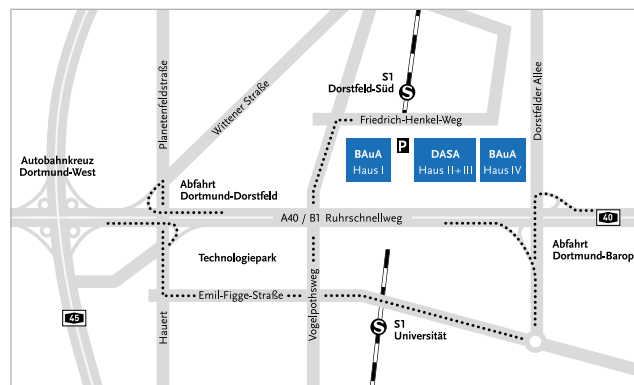 S1
Dorstfeld-Süd
S
Planetenfeldstraße
Wittener Straße
Dorstfelder Allee
Friedrich-Henkel-Weg
P
BAuA
Haus I
DASA
Haus II+III
BAuA
Haus IV
Autobahnkreuz
Dortmund-West
Abfahrt
Dortmund-Dorstfeld
A40 / B1 Ruhrschnellweg
40
Abfahrt
Dortmund-Barop
Technologiepark
Vogelpothsweg
Emil-Figge-Straße
45
Hauert
S
S1
Universität